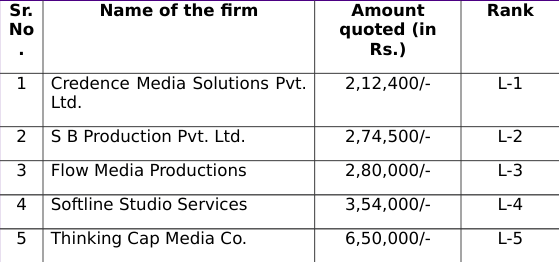 Sr. No . Name of the firm Amount quoted (in Rs.) Rank
1 Credence Media Solutions Pvt. Ltd. 2,12,400/- L-1
2 S B Production Pvt. Ltd. 2,74,500/- L-2
3 Flow Media Productions 2,80,000/- L-3
4 Softline Studio Services 3,54,000/- L-4
5 Thinking Cap Media Co. 6,50,000/- L-5